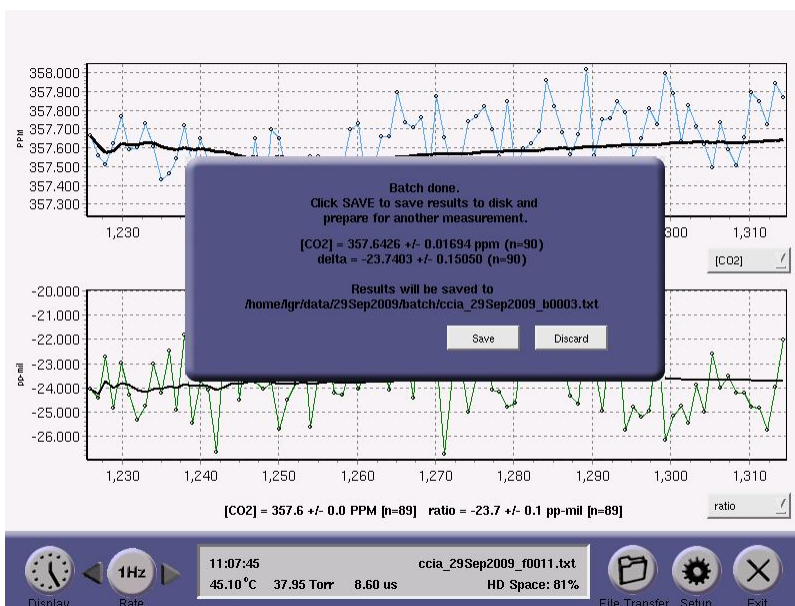 358.000
357.900
357.800
357.700
357.600
357.500
357.400
357.300
PPM
1,230
300
1,310
[CO2]
Batch done.
Click SAVE to save results to disk and
prepare for another measurement.
[CO2] = 357.6426 +/- 0.01694 ppm (n=90)
delta = -23.7403 +/- 0.15050 (n=90)
Results will be saved to
/home/lgr/data/29Sep2009/batch/ccia_29Sep2009_b0003.txt
Save
Discard
-20.000
-21.000
-22.000
-23.000
-24.000
-25.000
-26.000
pp-mil
1,230 1,240 1,250 1,260 1,270 1,280 1,290 1,300 1,310
[CO2] = 357.6 +/- 0.0 PPM [n=89] ratio = -23.7 +/- 0.1 pp-mil [n=89]
ratio
1Hz
11:07:45 ccia_29Sep2009_f0011.txt
45.10°C 37.95 Torr 8.60 us HD Space: 81%
Display Rate File Transfer Setup Exit